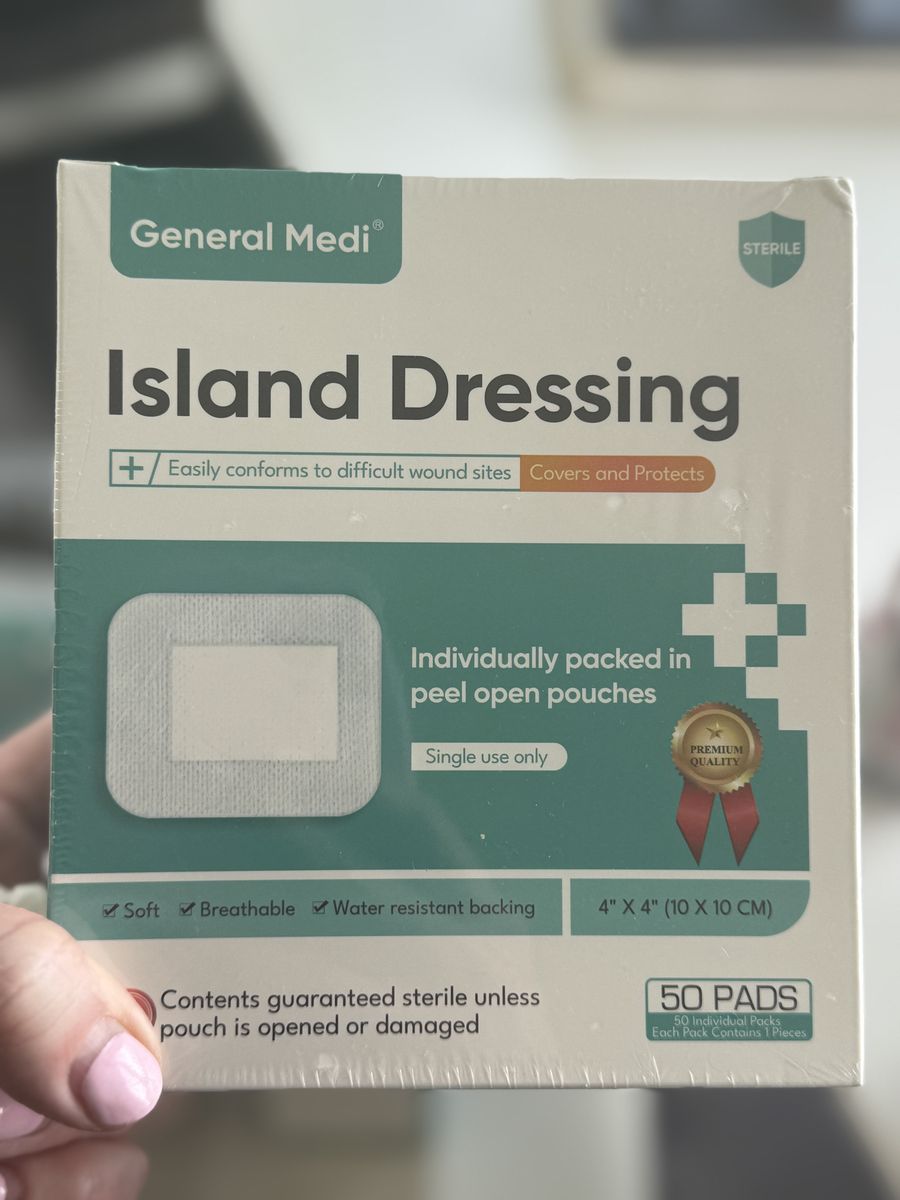 General Medi®
STERILE
Island Dressing
Easily conforms to difficult wound sites Covers and Protects
Individually packed in
peel open pouches
Single use only
PREMIUM
QUALITY
Soft Breathable Water resistant backing
4" X 4" (10 X 10 CM)
Contents guaranteed sterile unless
pouch is opened or damaged
50 PADS
50 Individual Packs
Each Pack Contains 1 Pieces